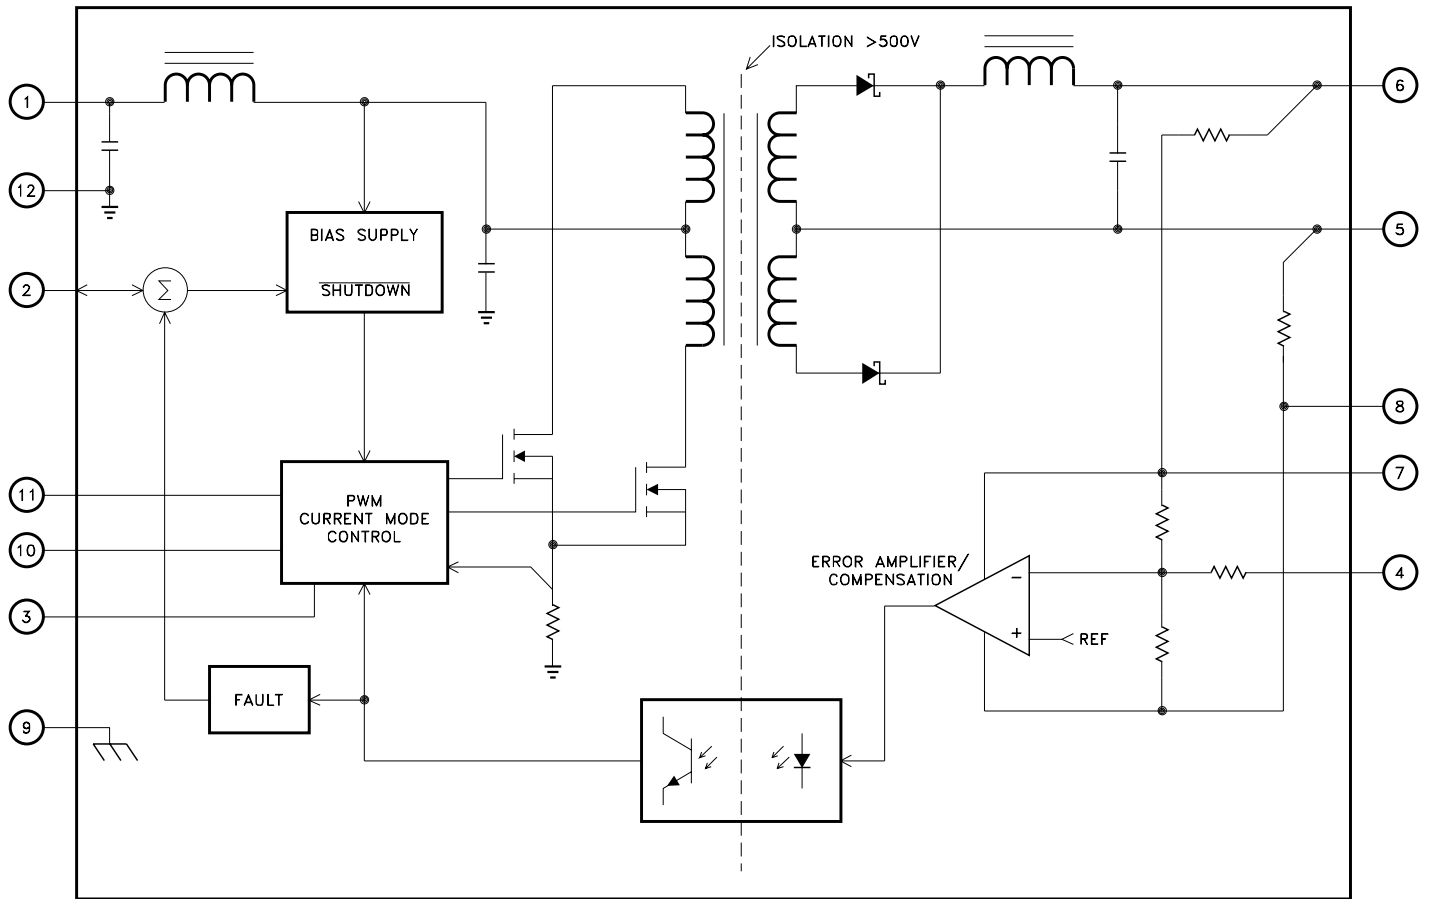 ISOLATION >500V
1
6
12
5
BIAS SUPPLY
SHUTDOWN
2
Σ
8
7
11
PWM
CURRENT MODE
CONTROL
10
ERROR AMPLIFIER/
COMPENSATION
−
4
3
+
REF
FAULT
9